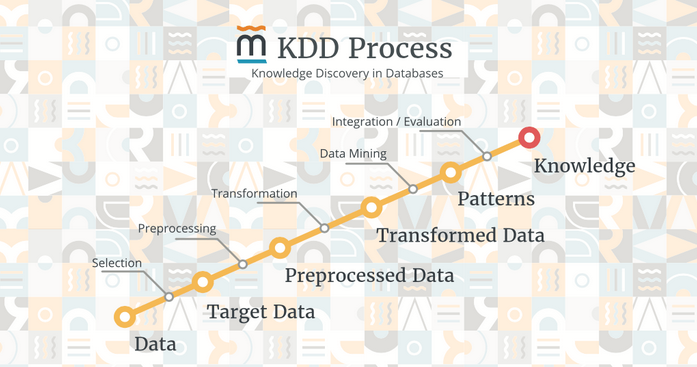 m KDD Process
Knowledge Discovery in Databases
Integration / Evaluation
Knowledge
Data Mining
Patterns
Transformation
Transformed Data
Preprocessing
Preprocessed Data
Selection
Target Data
Data